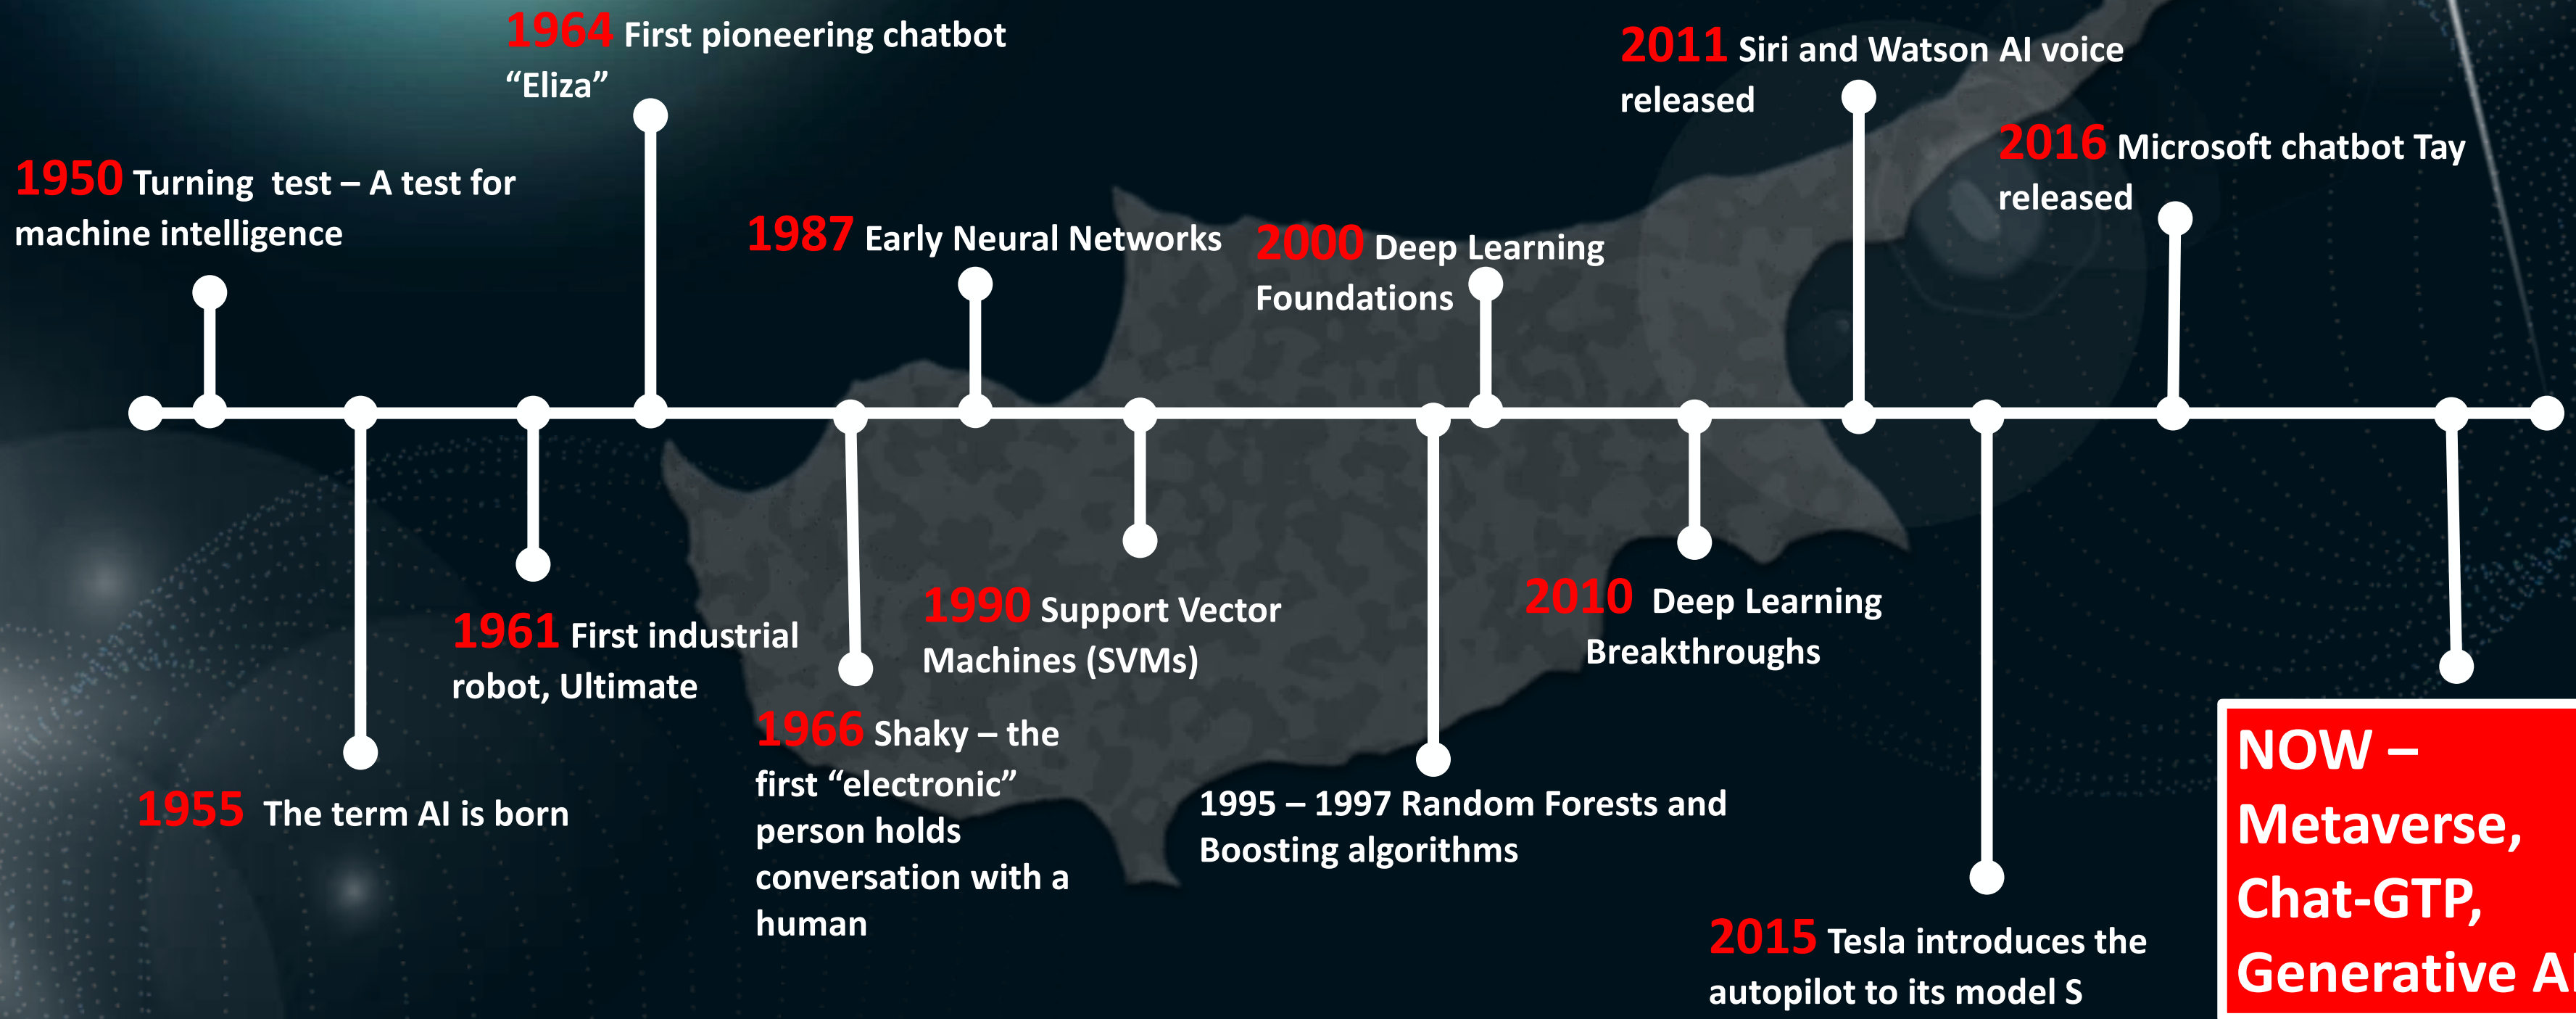 1964 First pioneering chatbot
“Eliza”
2011 Siri and Watson AI voice
released
2016 Microsoft chatbot Tay
released
1950 Turning test – A test for
machine intelligence
1987 Early Neural Networks
2000 Deep Learning
Foundations
1961 First industrial
robot, Ultimate
1990 Support Vector
Machines (SVMs)
2010 Deep Learning
Breakthroughs
1955 The term AI is born
1966 Shaky – the
first “electronic”
person holds
conversation with a
human
1995 – 1997 Random Forests and
Boosting algorithms
2015 Tesla introduces the
autopilot to its model S
NOW –
Metaverse,
Chat-GTP,
Generative AI